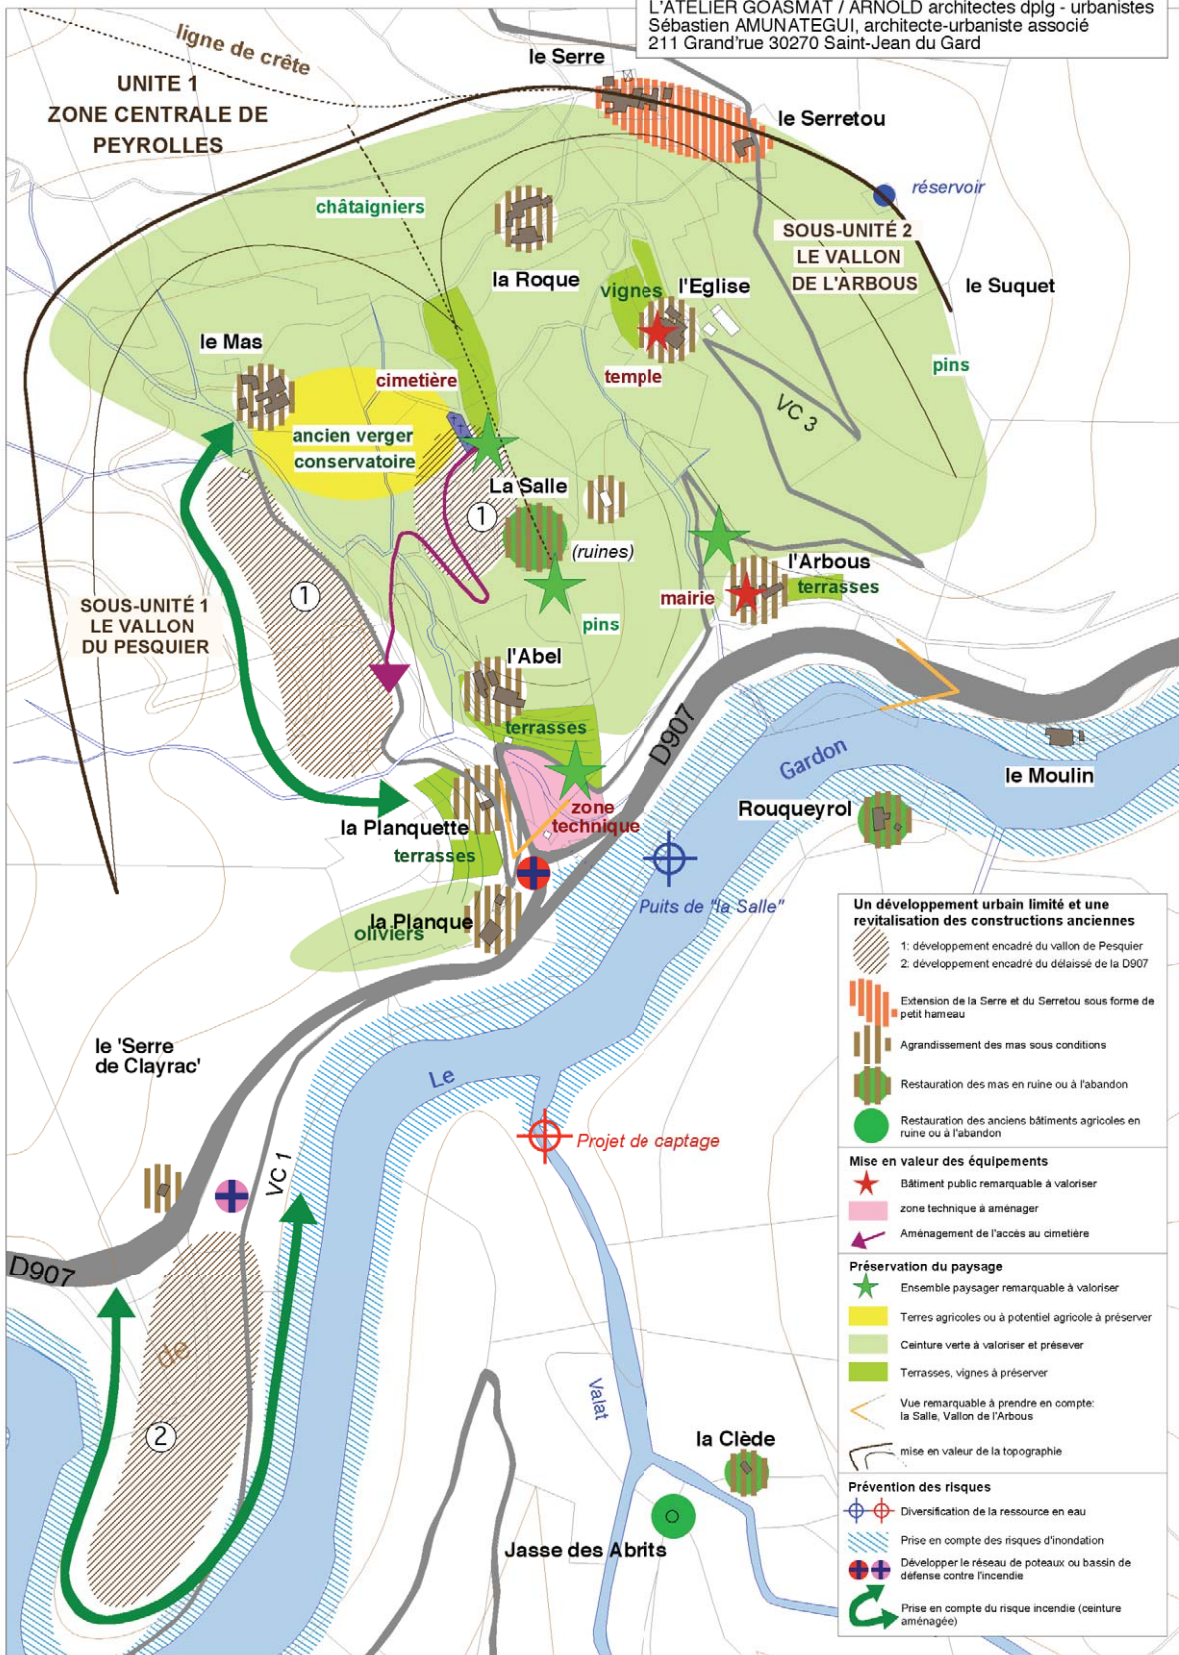 L'ATELIER GOASMAT / ARNOLD architectes dplg - urbanistes
Sébastien AMUNATEGUI, architecte-urbaniste associé
211 Grand'rue 30270 Saint-Jean du Gard
ligne de crête
le Serre
UNITE 1
ZONE CENTRALE DE
PEYROLLES
le Serretou
réservoir
châtaigniers
SOUS-UNITÉ 2
LE VALLON
DE L'ARBOUS
la Roque
vignes
l'Eglise
le Suquet
le Mas
cimetière
temple
pins
VC 3
ancien verger
conservatoire
La Salle
1
(ruines)
1
l'Arbous
mairie
terrasses
SOUS-UNITÉ 1
LE VALLON
DU PESQUIER
pins
l'Abel
terrasses
D907
Gardon
le Moulin
zone
technique
Rouqueyrol
la Planquette
terrasses
Puits de "la Salle"
la Planque
oliviers
le 'Serre
de Clayrac'
Le
Projet de captage
VC 1
D907
de
2
Valat
la Clède
Jasse des Abrits
Un développement urbain limité et une
revitalisation des constructions anciennes
1: développement encadré du vallon de Pesquier
2: développement encadré du délaissé de la D907
Extension de la Serre et du Serretou sous forme de
petit hameau
Agrandissement des mas sous conditions
Restauration des mas en ruine ou à l'abandon
Restauration des anciens bâtiments agricoles en
ruine ou à l'abandon
Mise en valeur des équipements
Bâtiment public remarquable à valoriser
zone technique à aménager
Aménagement de l'accès au cimetière
Préservation du paysage
Ensemble paysager remarquable à valoriser
Terres agricoles ou à potentiel agricole à préserver
Ceinture verte à valoriser et présever
Terrasses, vignes à préserver
Vue remarquable à prendre en compte:
la Salle, Vallon de l'Arbous
mise en valeur de la topographie
Prévention des risques
Diversification de la ressource en eau
Prise en compte des risques d'inondation
Développer le réseau de poteaux ou bassin de
défense contre l'incendie
Prise en compte du risque incendie (ceinture
aménagée)